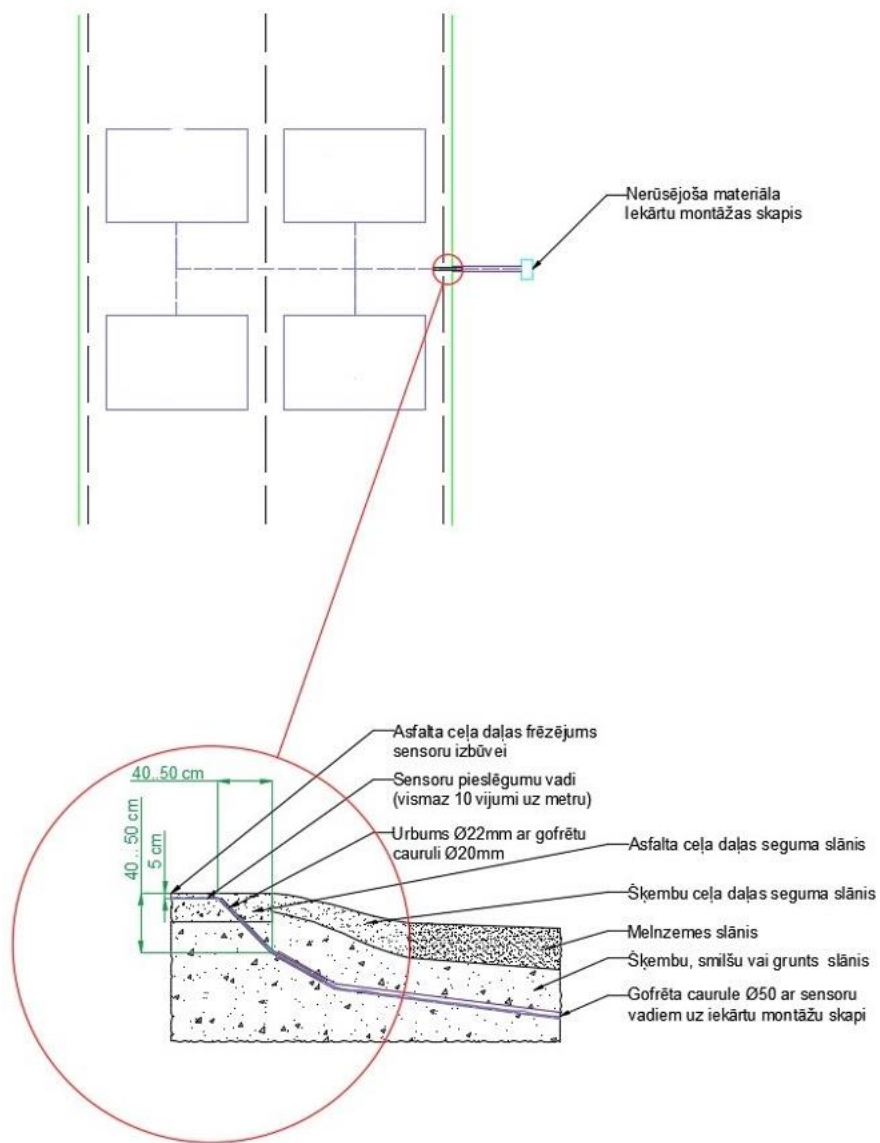 Nerūsējoša materiāla
Iekārtu montāžas skapis
Asfalta ceļa daļas frēzējums
sensoru izbūvei
40..50 cm
Sensoru pieslēgumu vadi
(vismaz 10 vijumi uz metru)
40 .. 50 cm
5 cm
Urbums Ø22mm ar gofrētu
cauruli Ø20mm
Asfalta ceļa daļas seguma slānis
Šķembu ceļa daļas seguma slānis
Melnzemes slānis
Šķembu, smilšu vai grunts slānis
Gofrēta caurule Ø50 ar sensoru
vadiem uz iekārtu montāžu skapi